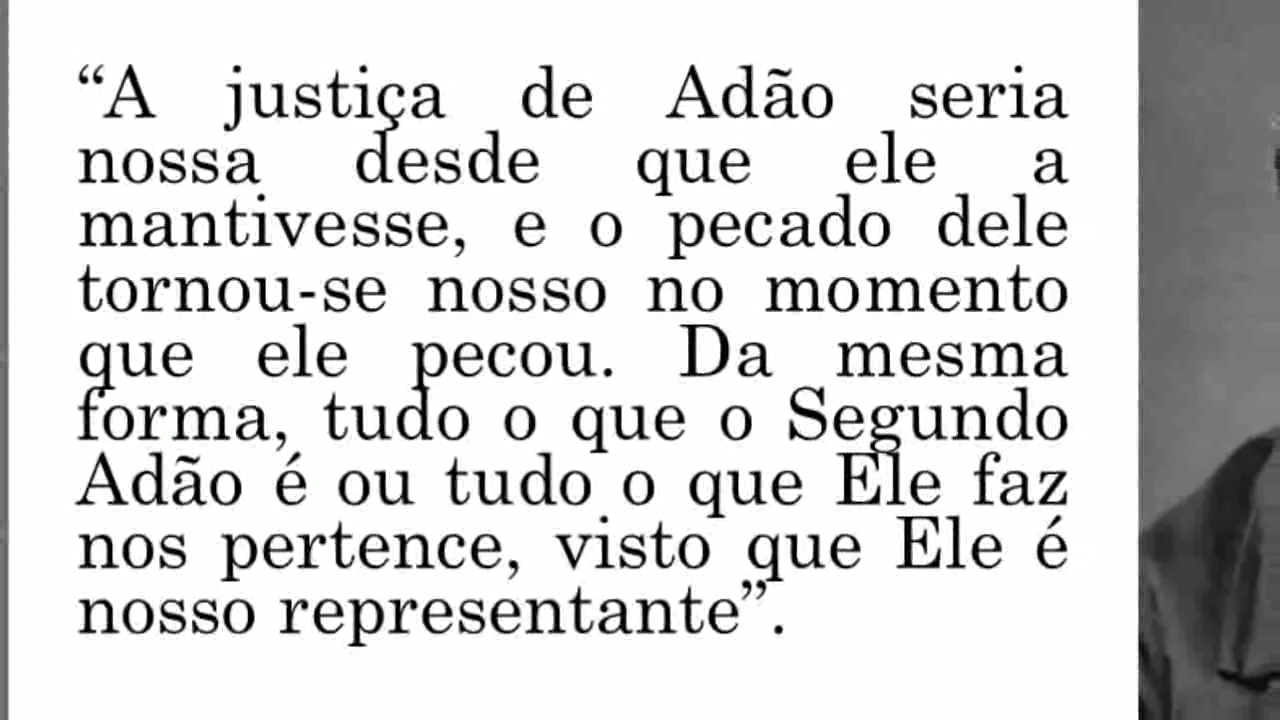 “A justiça de Adão seria
nossa desde que ele a
mantivesse, e o pecado dele
tornou-se nosso no momento
que ele pecou. Da mesma
forma, tudo o que o Segundo
Adão é ou tudo o que Ele faz
nos pertence, visto que Ele é
nosso representante”.